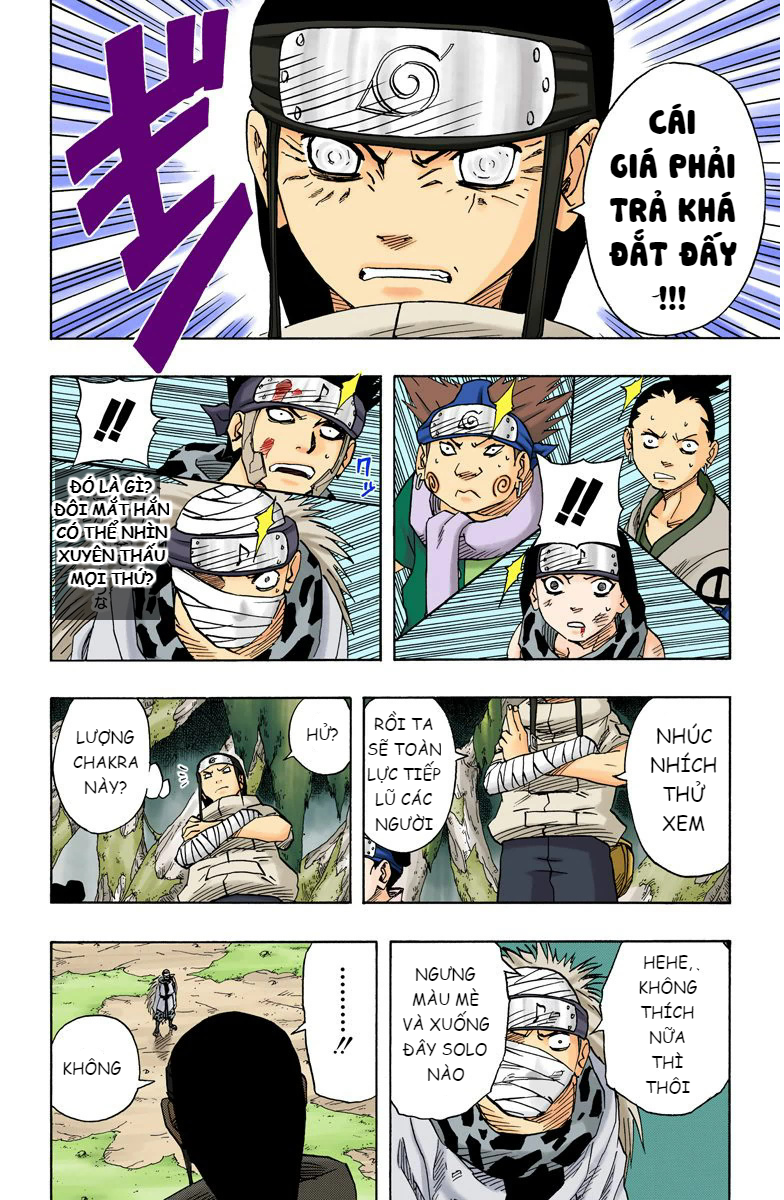 CÁI
GIÁ PHẢI
TRẢ KHÁ
ĐẮT ĐẤY
!!!
ギン
!!
!!
ĐÓ LÀ GÌ?
ĐÔI MẮT HẮN
CÓ THỂ NHÌN
XUYÊN THẤU
MỌI THỨ?
NHÚC
NHÍCH
THỬ
XEM
RỒI TA
SẼ TOÀN
LỰC TIẾP
LŨ CÁC
NGƯƠI
HỬ?
LƯỢNG
CHAKRA
NÀY?
HEHE,
KHÔNG
THÍCH
NỮA
THÌ
THÔI
NGƯNG
MÀU MÈ
VÀ XUỐNG
ĐÂY SOLO
NÀO
......!!
KHÔNG